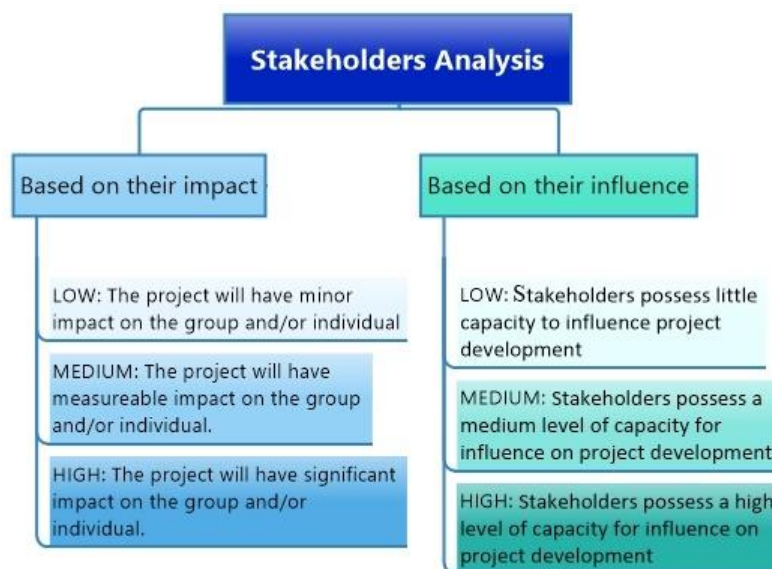 Stakeholders Analysis
Based on their impact
Based on their influence
LOW: The project will have minor
impact on the group and/or individual
MEDIUM: The project will have
measureable impact on the group
and/or individual.
HIGH: The project will have significant
impact on the group and/or
individual.
LOW: Stakeholders possess little
capacity to influence project
development
MEDIUM: Stakeholders possess a
medium level of capacity for
influence on project development
HIGH: Stakeholders possess a high
level of capacity for influence on
project development